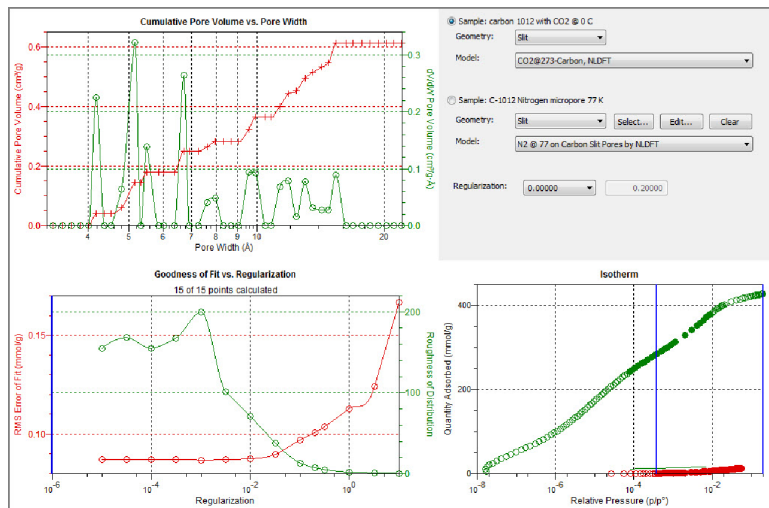 Cumulative Pore Volume vs. Pore Width
Cumulative Pore Volume (cm³/g)
0.6
0.4
0.2
0.0
0.3
0.2
0.1
0.0
dV/dW Pore Volume (cm³/g·Å)
4 5 6 7 8 9 10 20
Pore Width (Å)
Sample: carbon 1012 with CO2 @ 0 C
Geometry: Slit
Model:
CO2@273-Carbon, NLDFT
Sample: C-1012 Nitrogen micropore 77 K
Geometry: Slit Select... Edit... Clear
Model:
N2 @ 77 on Carbon Slit Pores by NLDFT
Regularization: 0.00000 0.20000
Goodness of Fit vs. Regularization
15 of 15 points calculated
RMS Error of Fit (mmol/g)
0.15
0.10
200
100
0
Roughness of Distribution
10⁻⁶ 10⁻⁴ 10⁻² 10⁰
Regularization
Isotherm
Quantity Adsorbed (mmol/g)
400
200
0
10⁻⁸ 10⁻⁶ 10⁻⁴ 10⁻²
Relative Pressure (p/p°)